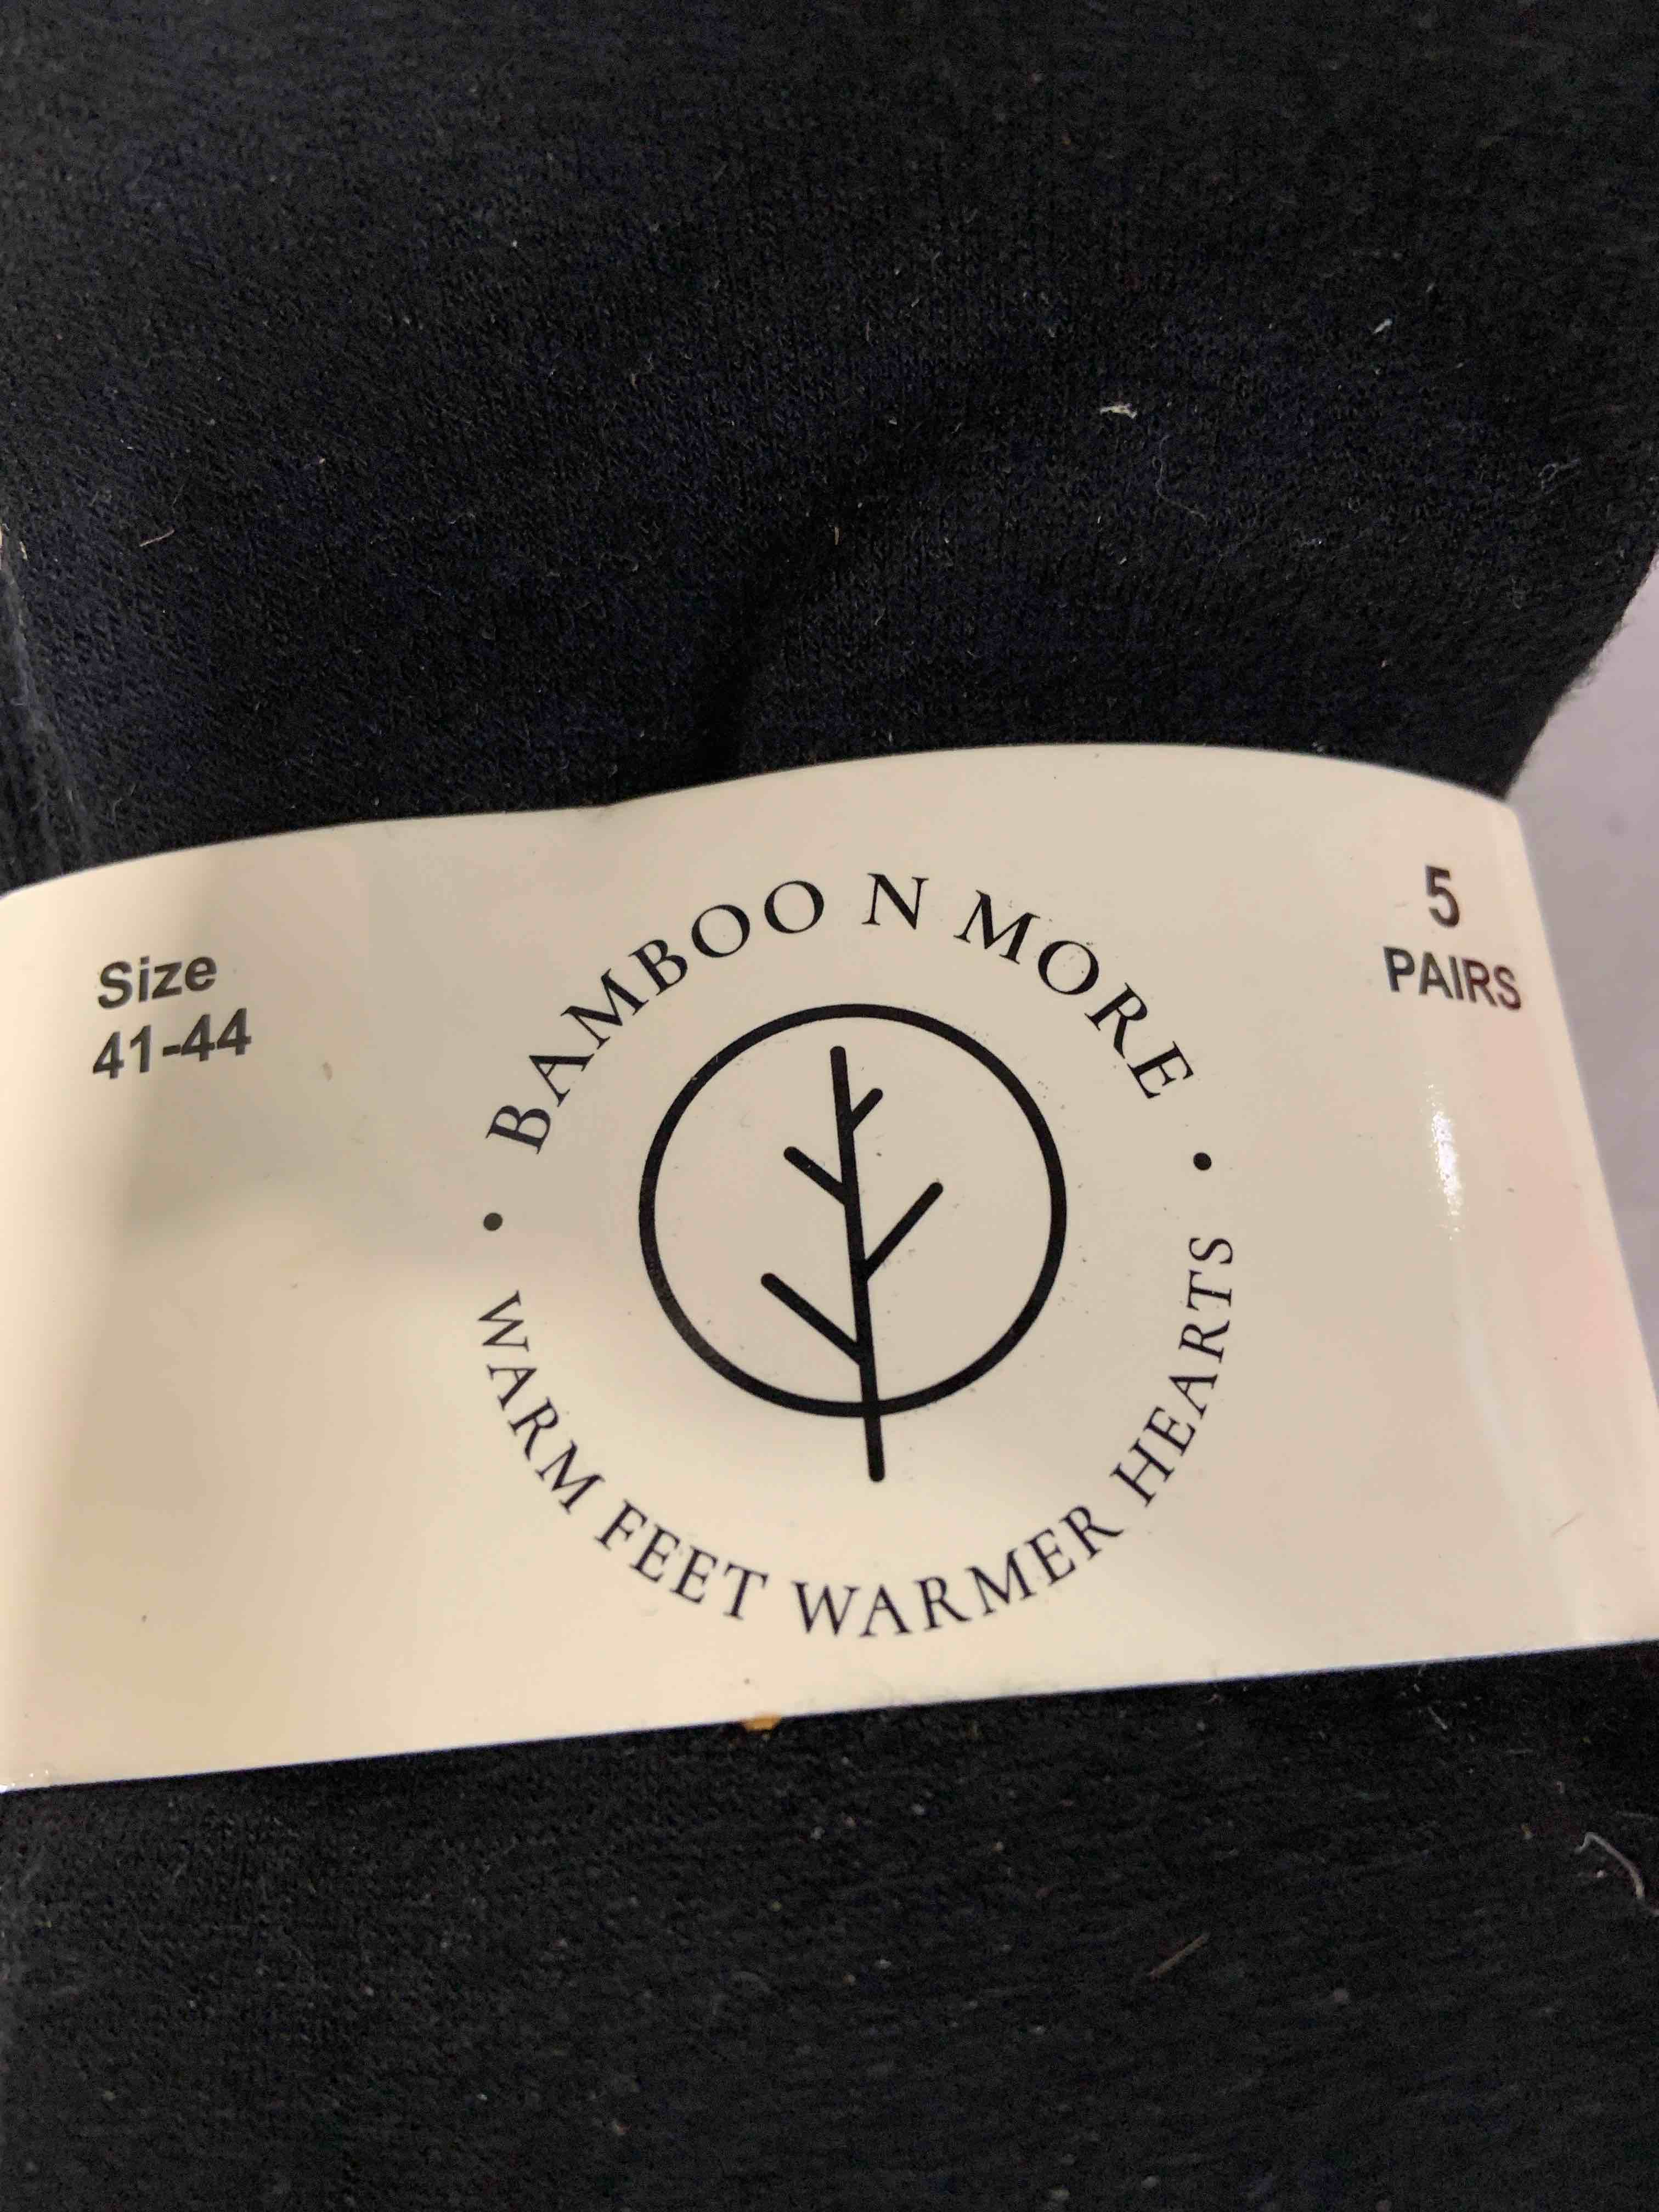 Size
41-44
BAMBOO N MORE
• WARM FEET WARMER HEARTS •
5
PAIRS